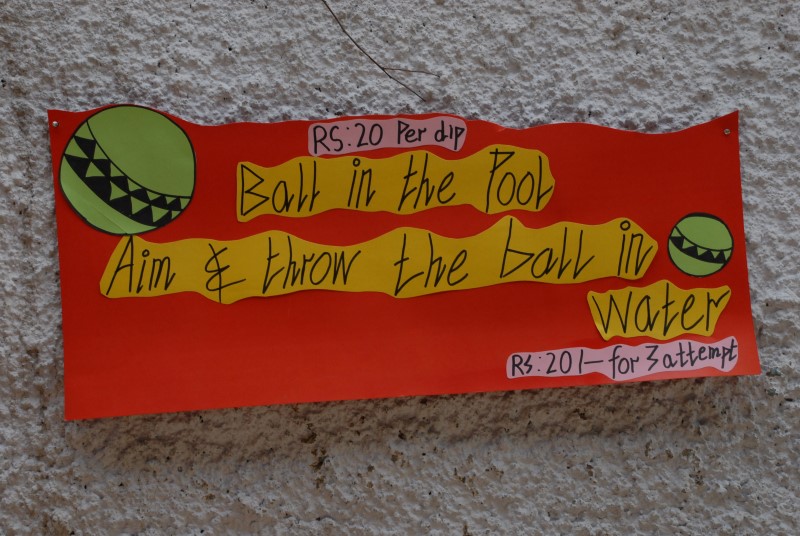 RS:20 Per dip
Ball in the Pool
Aim & throw the ball in
water
RS:20/- for 3 attempt